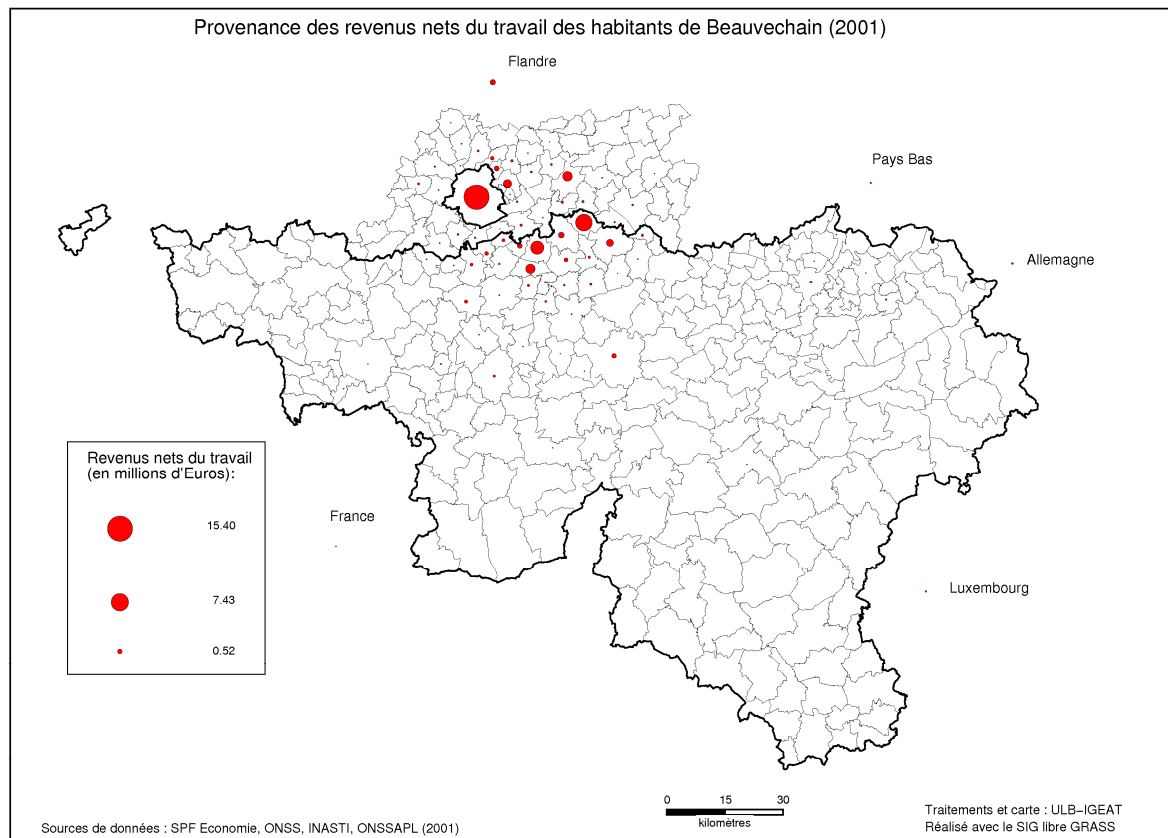 Provenance des revenus nets du travail des habitants de Beauvechain (2001)
Flandre
Pays Bas
Allemagne
Revenus nets du travail
(en millions d'Euros):
15.40
7.43
0.52
France
Luxembourg
0 15 30
kilomètres
Sources de données : SPF Economie, ONSS, INASTI, ONSSAPL (2001)
Traitements et carte : ULB–IGEAT
Réalisé avec le SIG libre GRASS